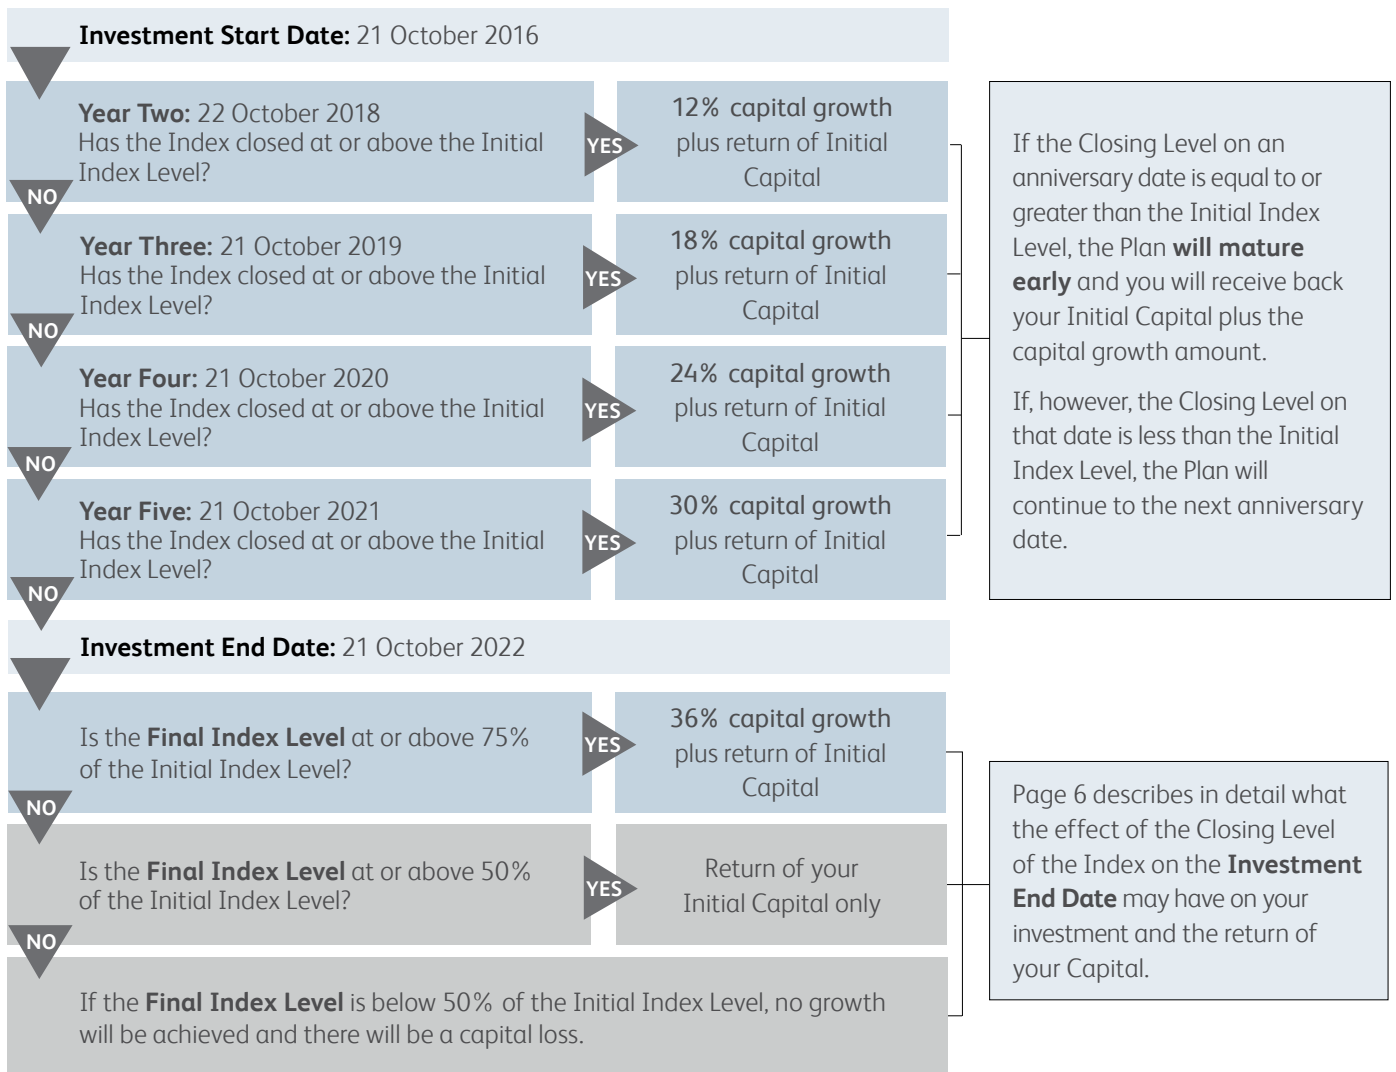 Investment Start Date: 21 October 2016
Year Two: 22 October 2018
Has the Index closed at or above the Initial
Index Level?
YES
12% capital growth
plus return of Initial
Capital
NO
Year Three: 21 October 2019
Has the Index closed at or above the Initial
Index Level?
YES
18% capital growth
plus return of Initial
Capital
NO
Year Four: 21 October 2020
Has the Index closed at or above the Initial
Index Level?
YES
24% capital growth
plus return of Initial
Capital
NO
Year Five: 21 October 2021
Has the Index closed at or above the Initial
Index Level?
YES
30% capital growth
plus return of Initial
Capital
NO
If the Closing Level on an
anniversary date is equal to or
greater than the Initial Index
Level, the Plan will mature
early and you will receive back
your Initial Capital plus the
capital growth amount.
If, however, the Closing Level on
that date is less than the Initial
Index Level, the Plan will
continue to the next anniversary
date.
Investment End Date: 21 October 2022
Is the Final Index Level at or above 75%
of the Initial Index Level?
YES
36% capital growth
plus return of Initial
Capital
NO
Is the Final Index Level at or above 50%
of the Initial Index Level?
YES
Return of your
Initial Capital only
NO
If the Final Index Level is below 50% of the Initial Index Level, no growth
will be achieved and there will be a capital loss.
Page 6 describes in detail what
the effect of the Closing Level
of the Index on the Investment
End Date may have on your
investment and the return of
your Capital.